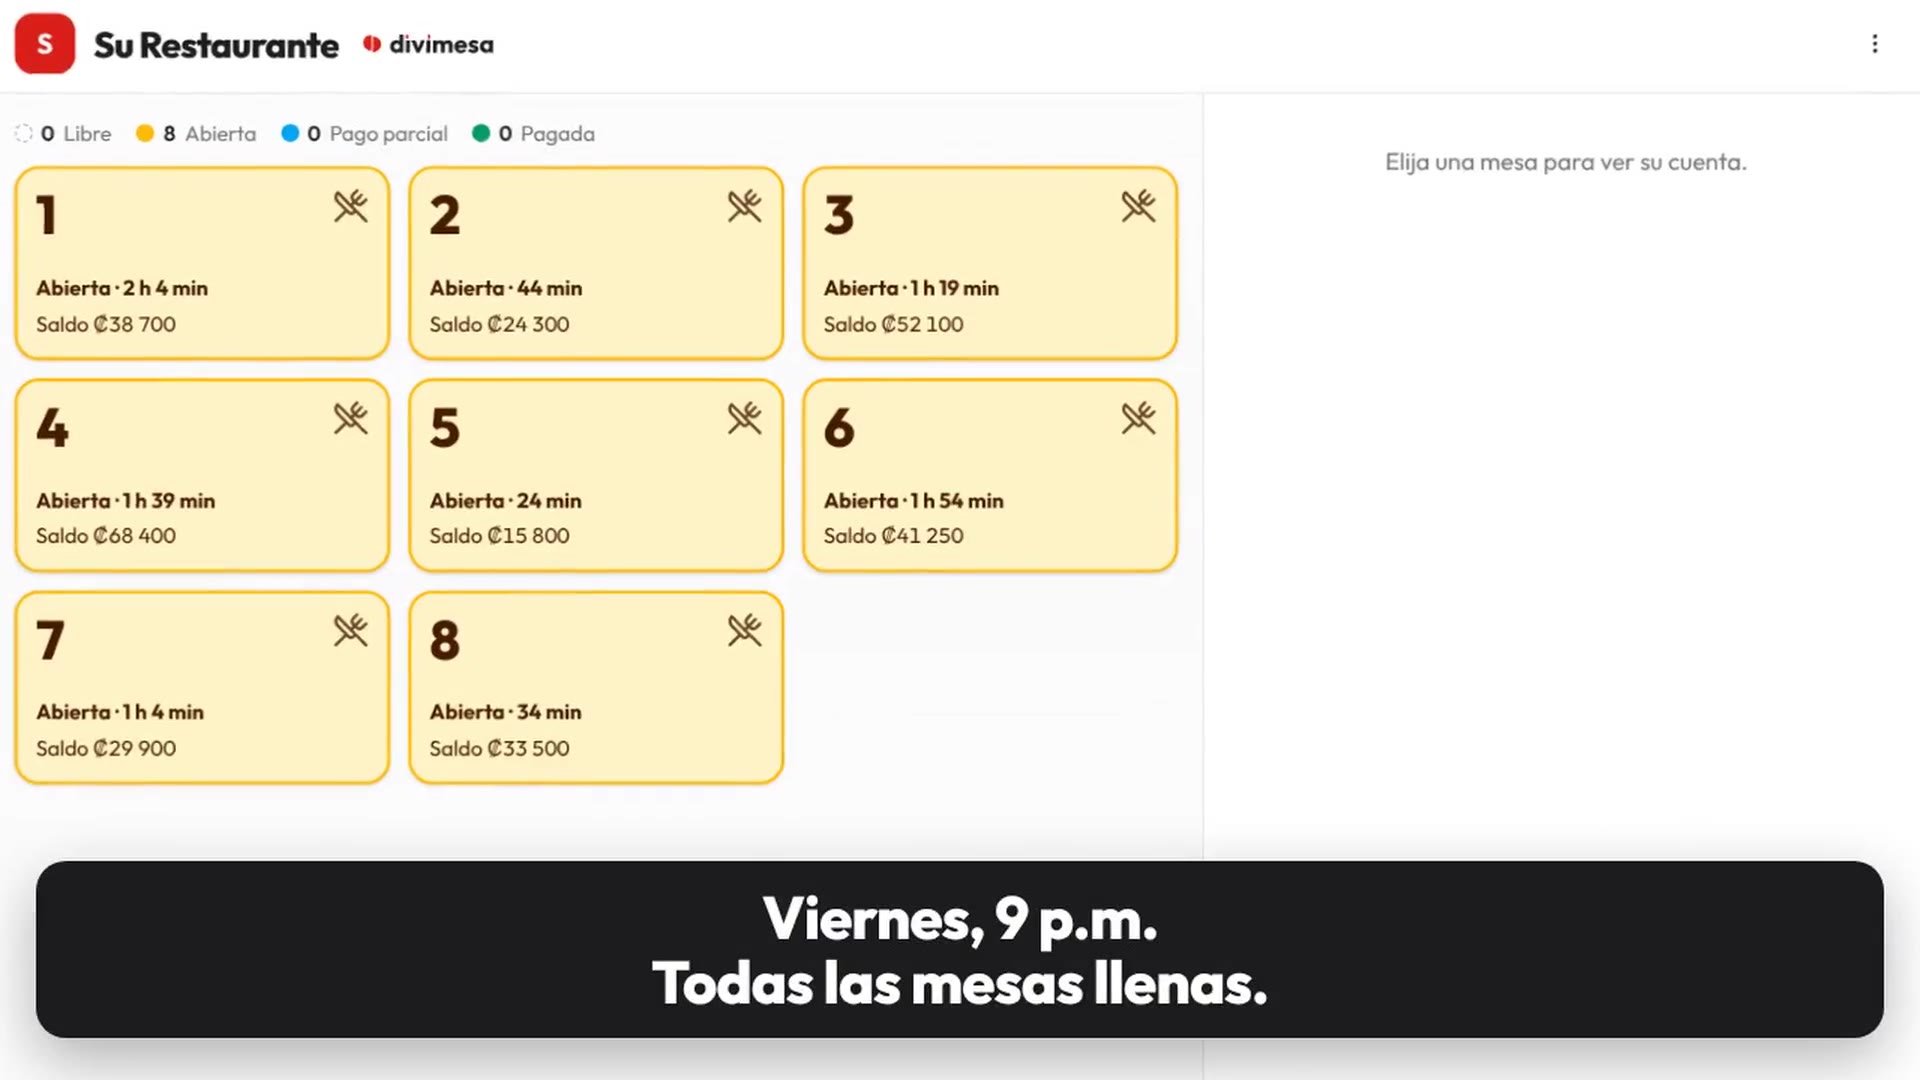 S Su Restaurante divimesa
0 Libre 8 Abierta 0 Pago parcial 0 Pagada
Elija una mesa para ver su cuenta.
1
Abierta · 2 h 4 min
Saldo ₡38 700
2
Abierta · 44 min
Saldo ₡24 300
3
Abierta · 1 h 19 min
Saldo ₡52 100
4
Abierta · 1 h 39 min
Saldo ₡68 400
5
Abierta · 24 min
Saldo ₡15 800
6
Abierta · 1 h 54 min
Saldo ₡41 250
7
Abierta · 1 h 4 min
Saldo ₡29 900
8
Abierta · 34 min
Saldo ₡33 500
Viernes, 9 p.m.
Todas las mesas llenas.